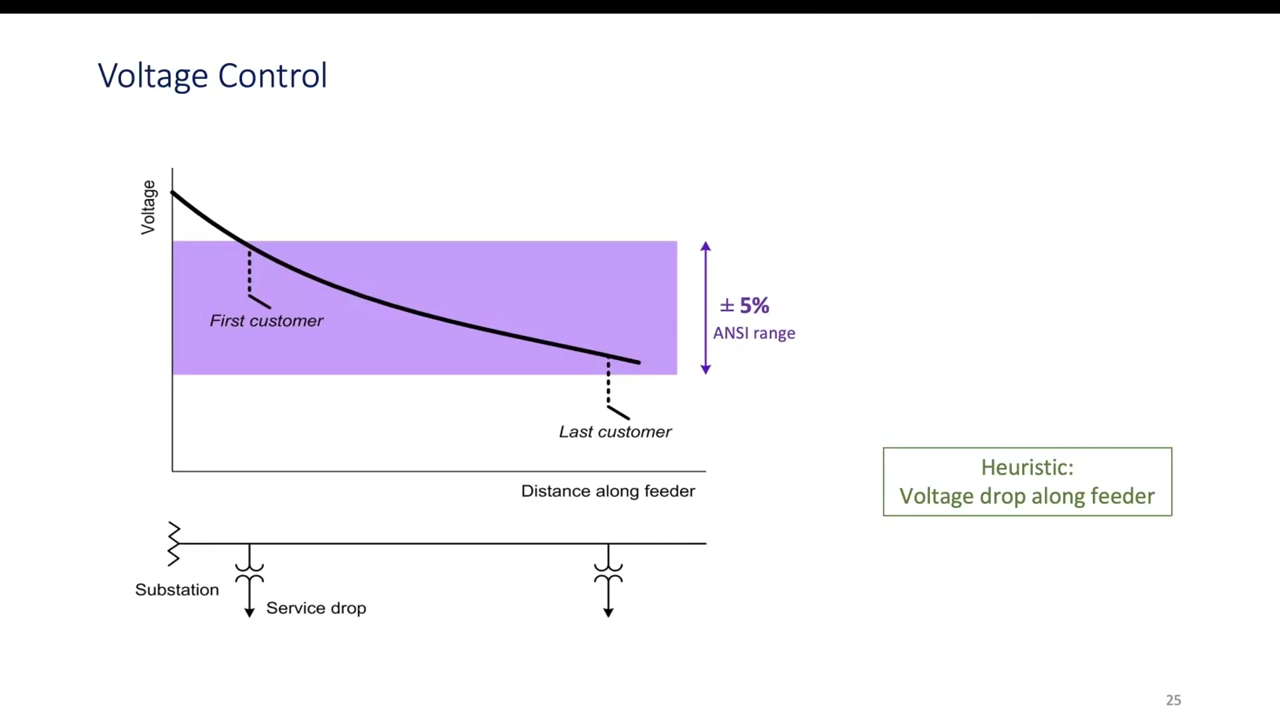 Voltage Control
Voltage
First customer
± 5%
ANSI range
Last customer
Distance along feeder
Heuristic:
Voltage drop along feeder
Substation
Service drop
25